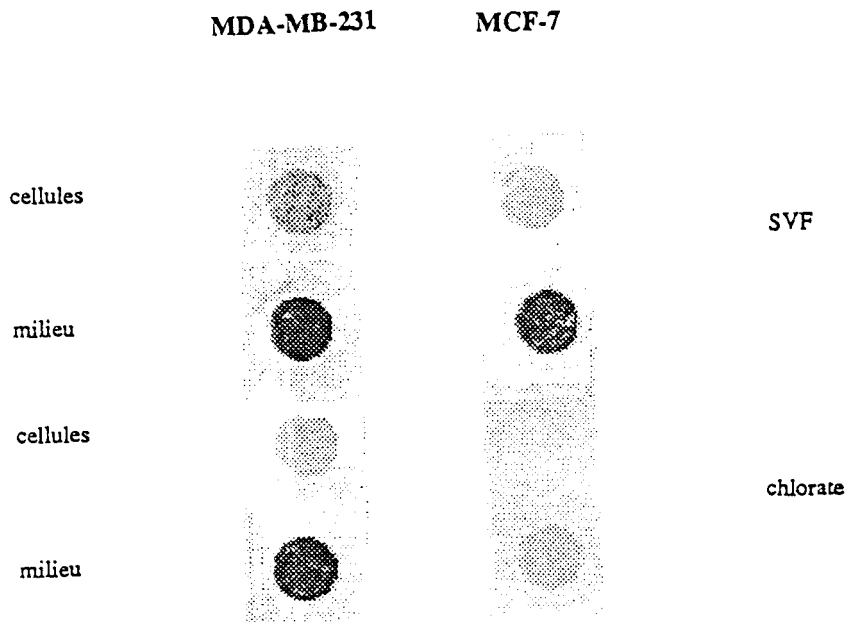 MDA-MB-231 MCF-7
cellules
SVF
milieu
cellules
chlorate
milieu